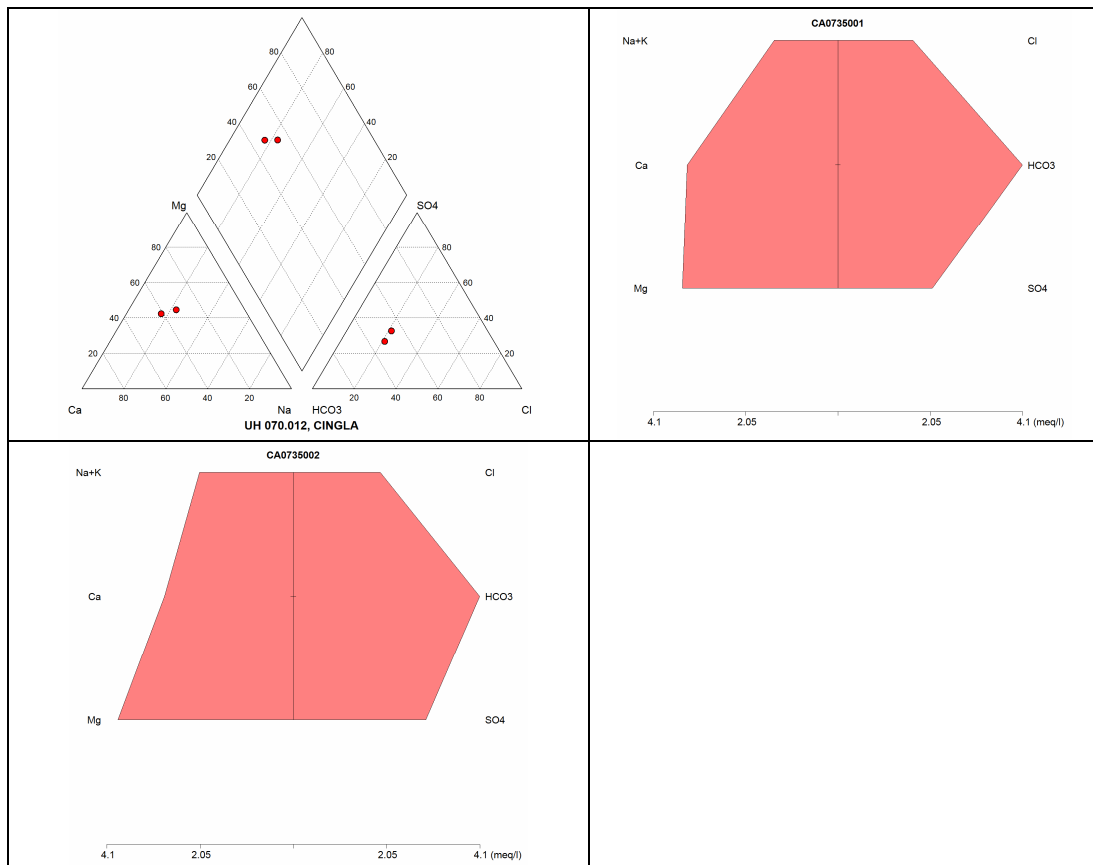 80 80
60 60
40 40
20 20
Mg SO4
80 80
60 60
40 40
20 20
80 60 40 20 20 40 60 80
Ca Na HCO3 Cl
UH 070.012, CINGLA
CA0735001
Na+K Cl
Ca HCO3
Mg SO4
4.1 2.05 2.05 4.1 (meq/l)
CA0735002
Na+K Cl
Ca HCO3
Mg SO4
4.1 2.05 2.05 4.1 (meq/l)